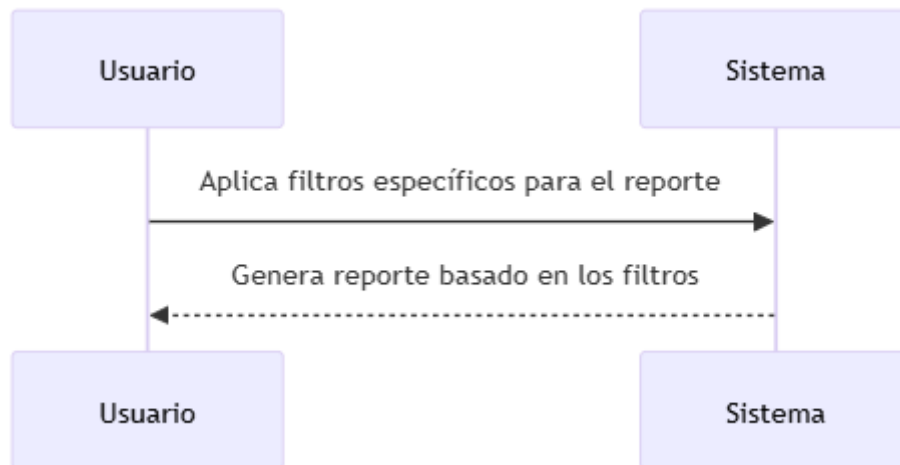 Usuario
Sistema
Aplica filtros específicos para el reporte
Genera reporte basado en los filtros
Usuario
Sistema